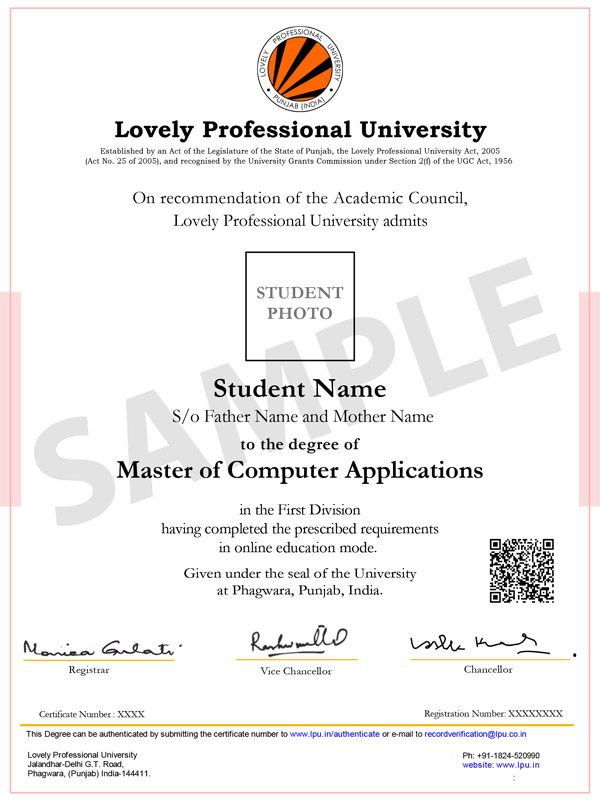 LOVELY PROFESSIONAL UNIVERSITY
PUNJAB (INDIA)
Lovely Professional University
Established by an Act of the Legislature of the State of Punjab, the Lovely Professional University Act, 2005
(Act No. 25 of 2005), and recognised by the University Grants Commission under Section 2(f) of the UGC Act, 1956
On recommendation of the Academic Council,
Lovely Professional University admits
STUDENT
PHOTO
SAMPLE
Student Name
S/o Father Name and Mother Name
to the degree of
Master of Computer Applications
in the First Division
having completed the prescribed requirements
in online education mode.
Given under the seal of the University
at Phagwara, Punjab, India.
Monica Gulati
Registrar
Vice Chancellor
Chancellor
Certificate Number : XXXX
Registration Number: XXXXXXXX
This Degree can be authenticated by submitting the certificate number to www.lpu.in/authenticate or e-mail to recordverification@lpu.co.in
Lovely Professional University
Jalandhar-Delhi G.T. Road,
Phagwara, (Punjab) India-144411.
Ph: +91-1824-520990
website: www.lpu.in
: